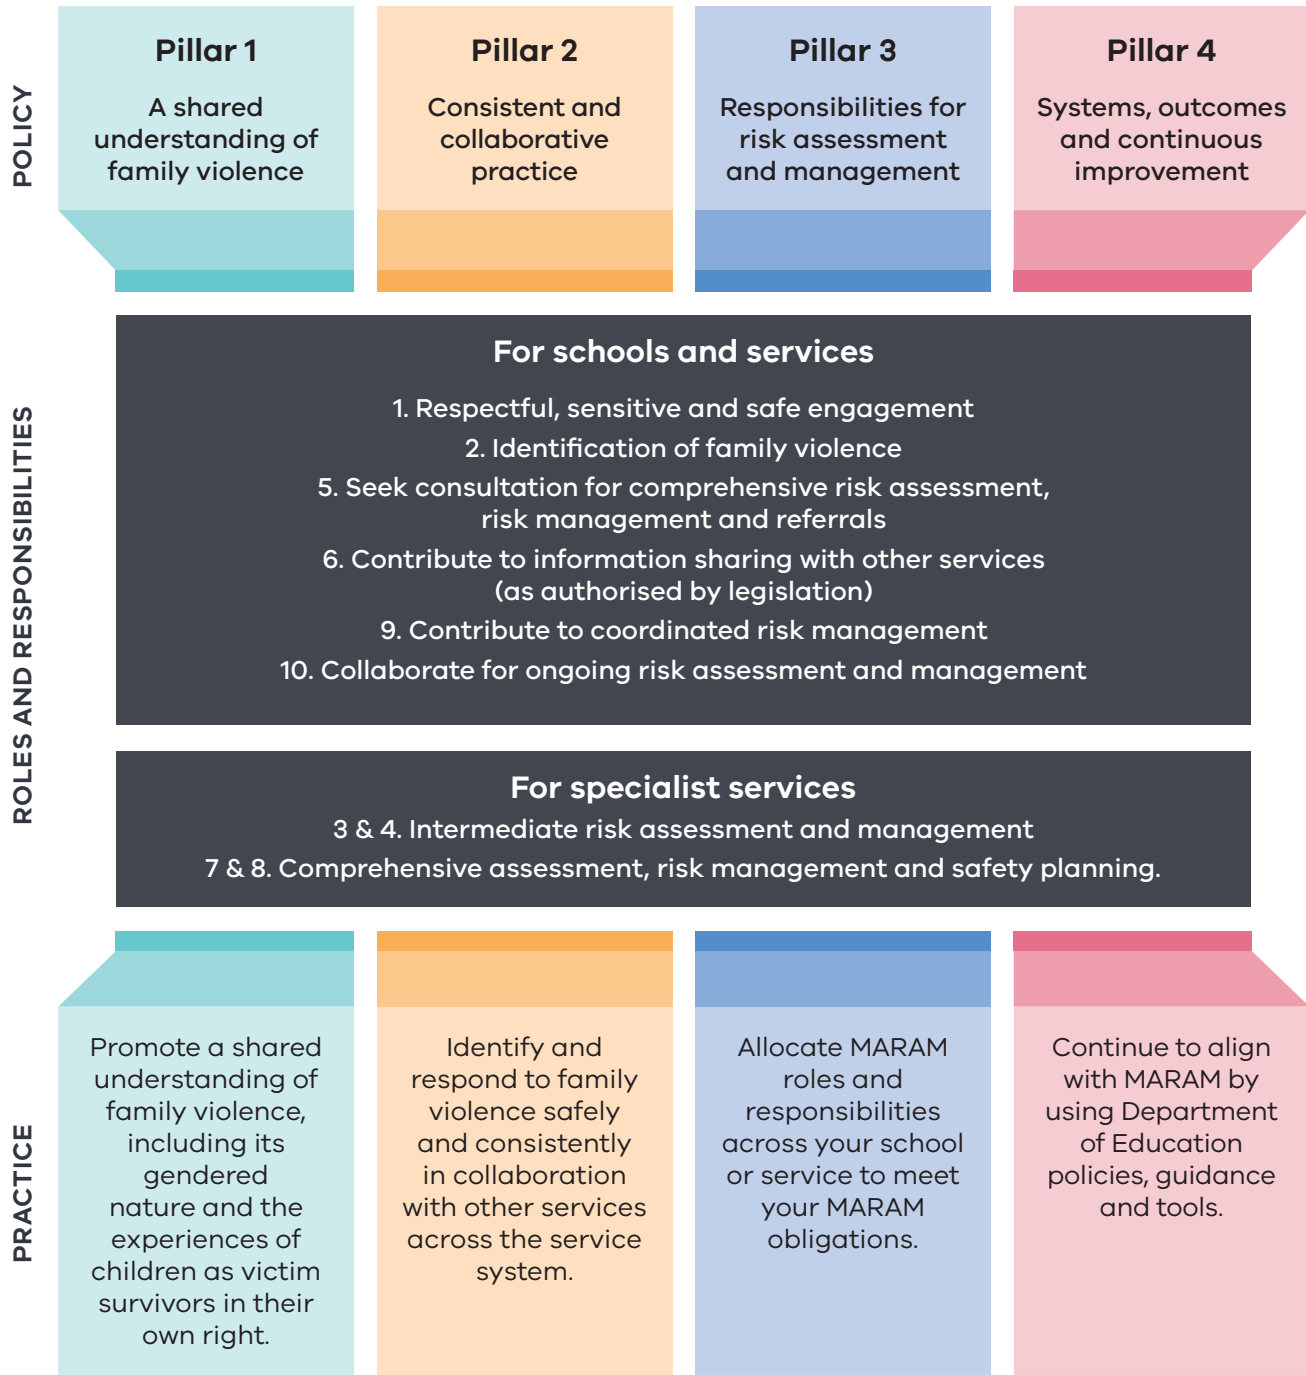 POLICY
Pillar 1
A shared
understanding of
family violence
Pillar 2
Consistent and
collaborative
practice
Pillar 3
Responsibilities for
risk assessment
and management
Pillar 4
Systems, outcomes
and continuous
improvement
ROLES AND RESPONSIBILITIES
For schools and services
1. Respectful, sensitive and safe engagement
2. Identification of family violence
5. Seek consultation for comprehensive risk assessment,
risk management and referrals
6. Contribute to information sharing with other services
(as authorised by legislation)
9. Contribute to coordinated risk management
10. Collaborate for ongoing risk assessment and management
For specialist services
3 & 4. Intermediate risk assessment and management
7 & 8. Comprehensive assessment, risk management and safety planning.
PRACTICE
Promote a shared
understanding of
family violence,
including its
gendered
nature and the
experiences of
children as victim
survivors in their
own right.
Identify and
respond to family
violence safely
and consistently
in collaboration
with other services
across the service
system.
Allocate MARAM
roles and
responsibilities
across your school
or service to meet
your MARAM
obligations.
Continue to align
with MARAM by
using Department
of Education
policies, guidance
and tools.